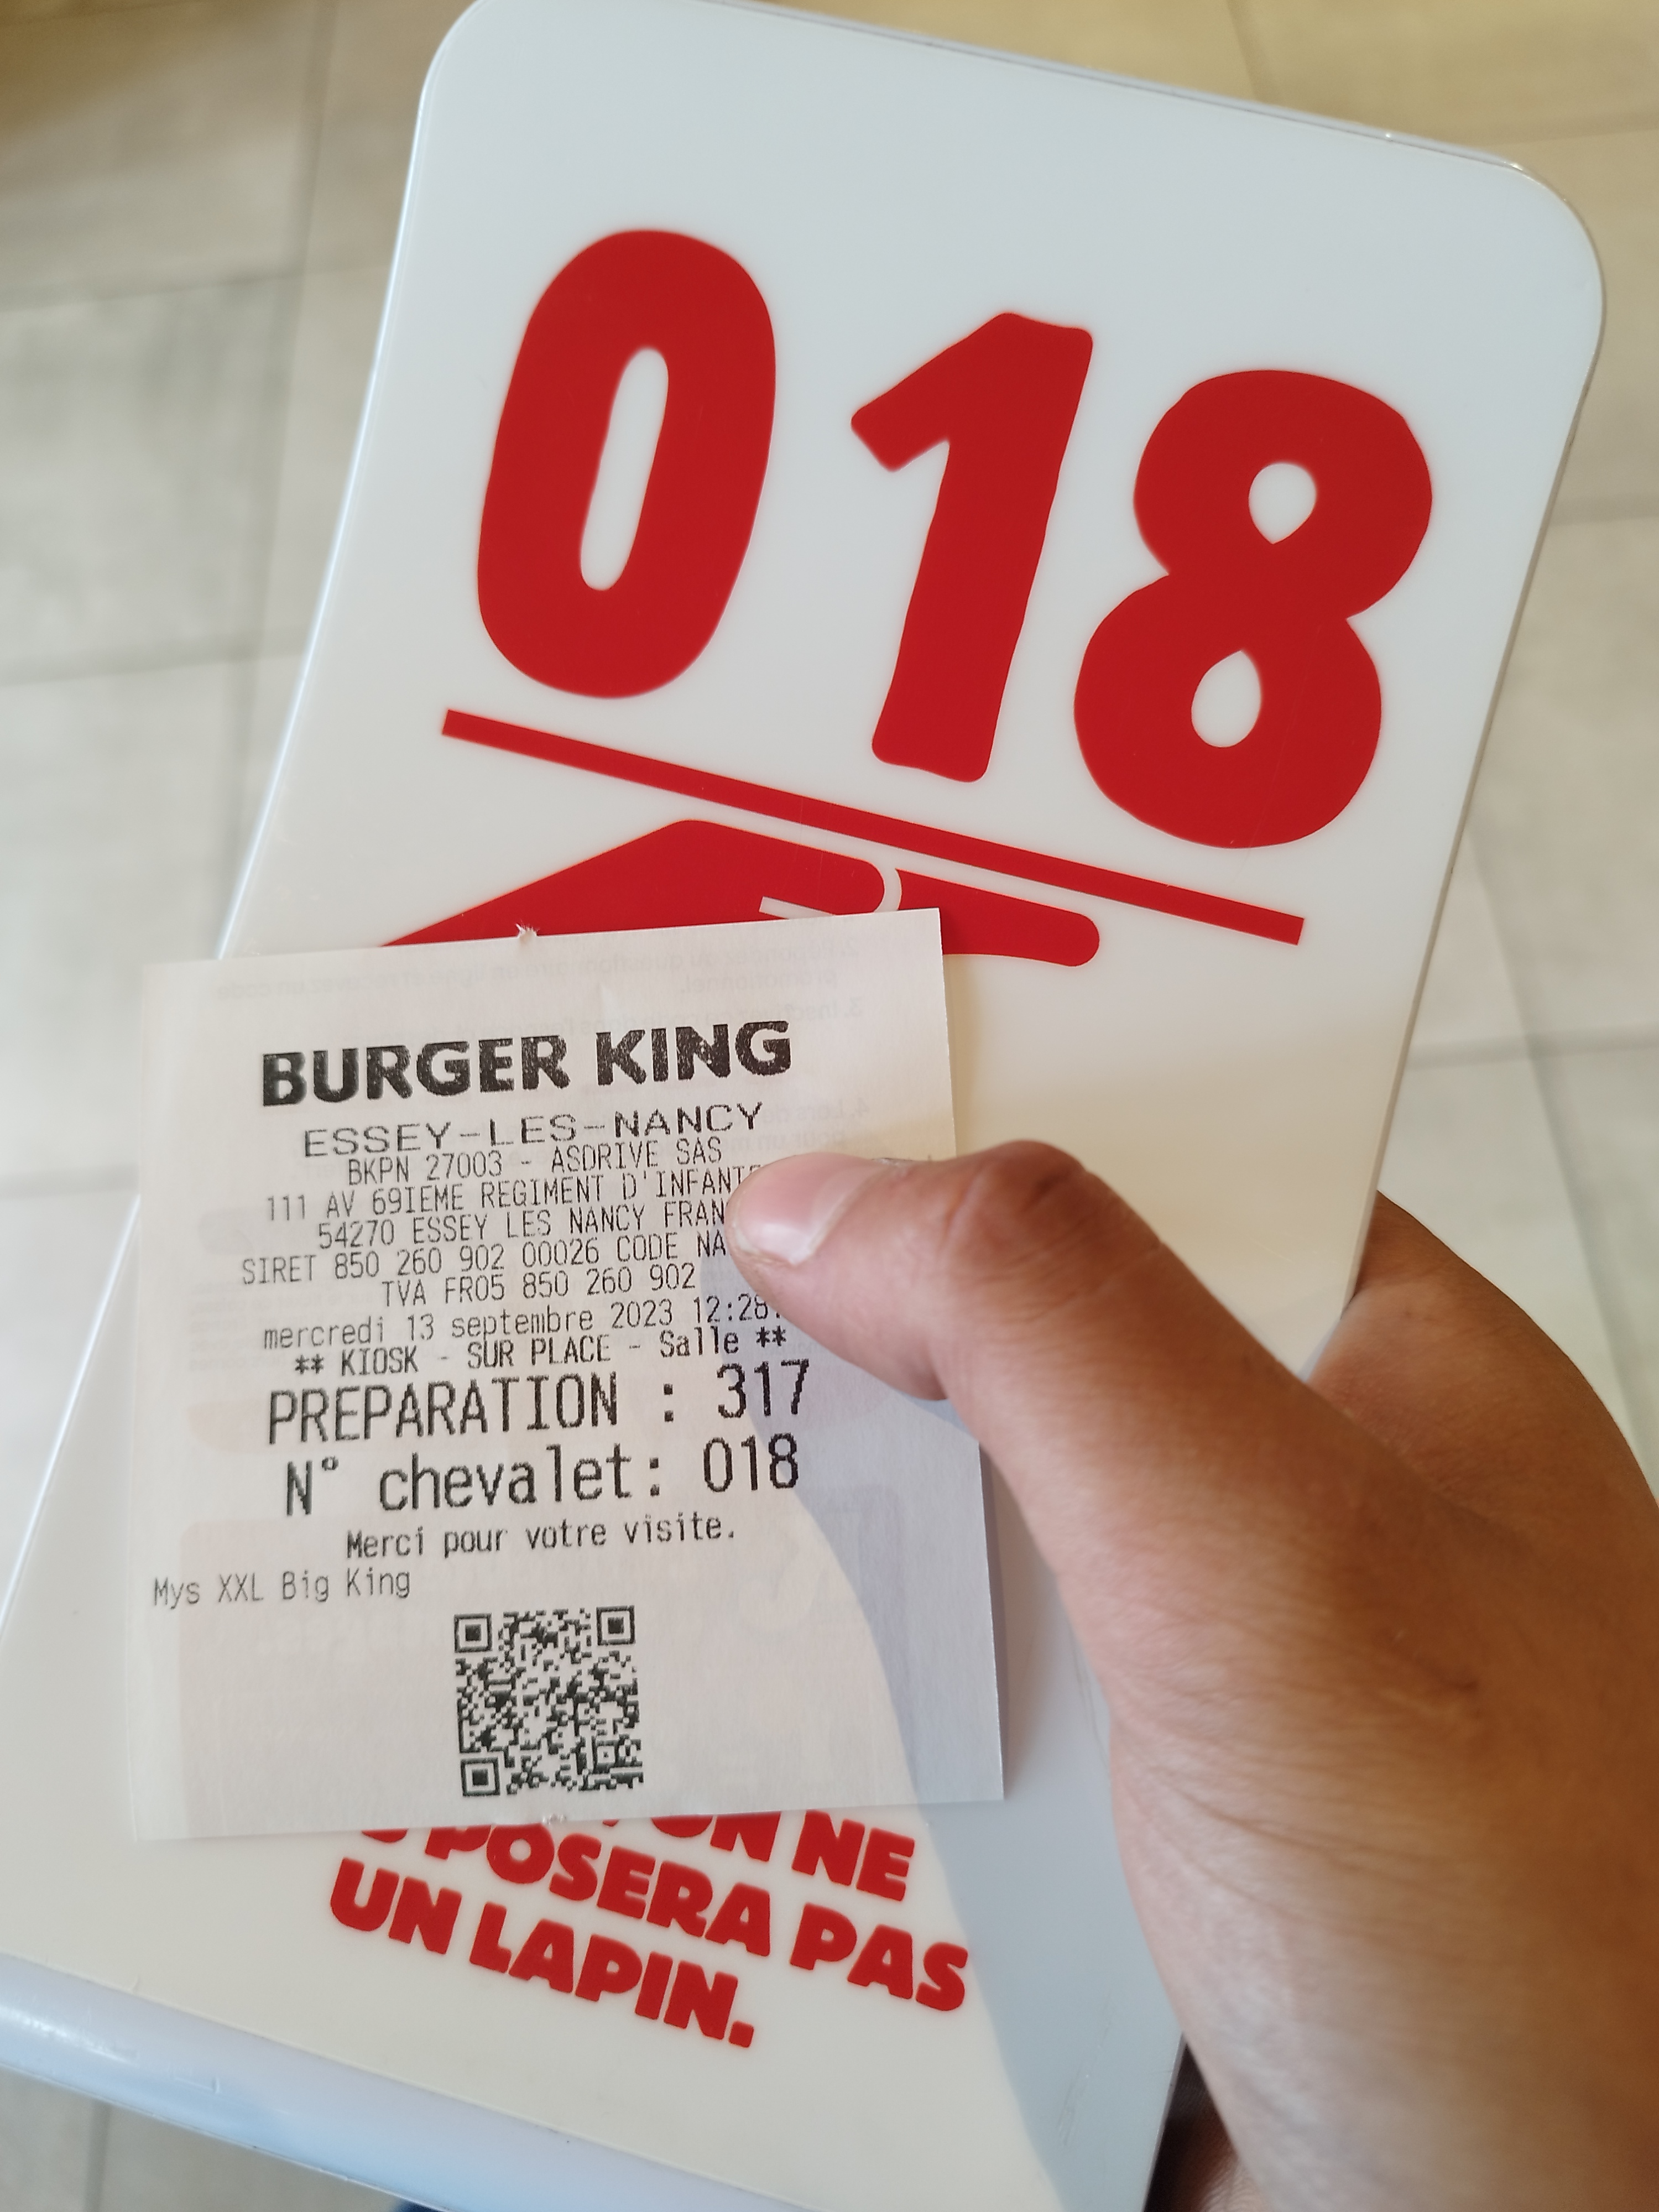 018
BURGER KING
ESSEY-LES-NANCY
BKPN 27003 - ASDRIVE SAS
111 AV 69IEME REGIMENT D'INFANT
54270 ESSEY LES NANCY FRAN
SIRET 850 260 902 00026 CODE NA
TVA FR05 850 260 902
mercredi 13 septembre 2023 12:28
** KIOSK - SUR PLACE - Salle **
PREPARATION : 317
N° chevalet: 018
Merci pour votre visite.
Mys XXL Big King
ON NE
POSERA PAS
UN LAPIN.